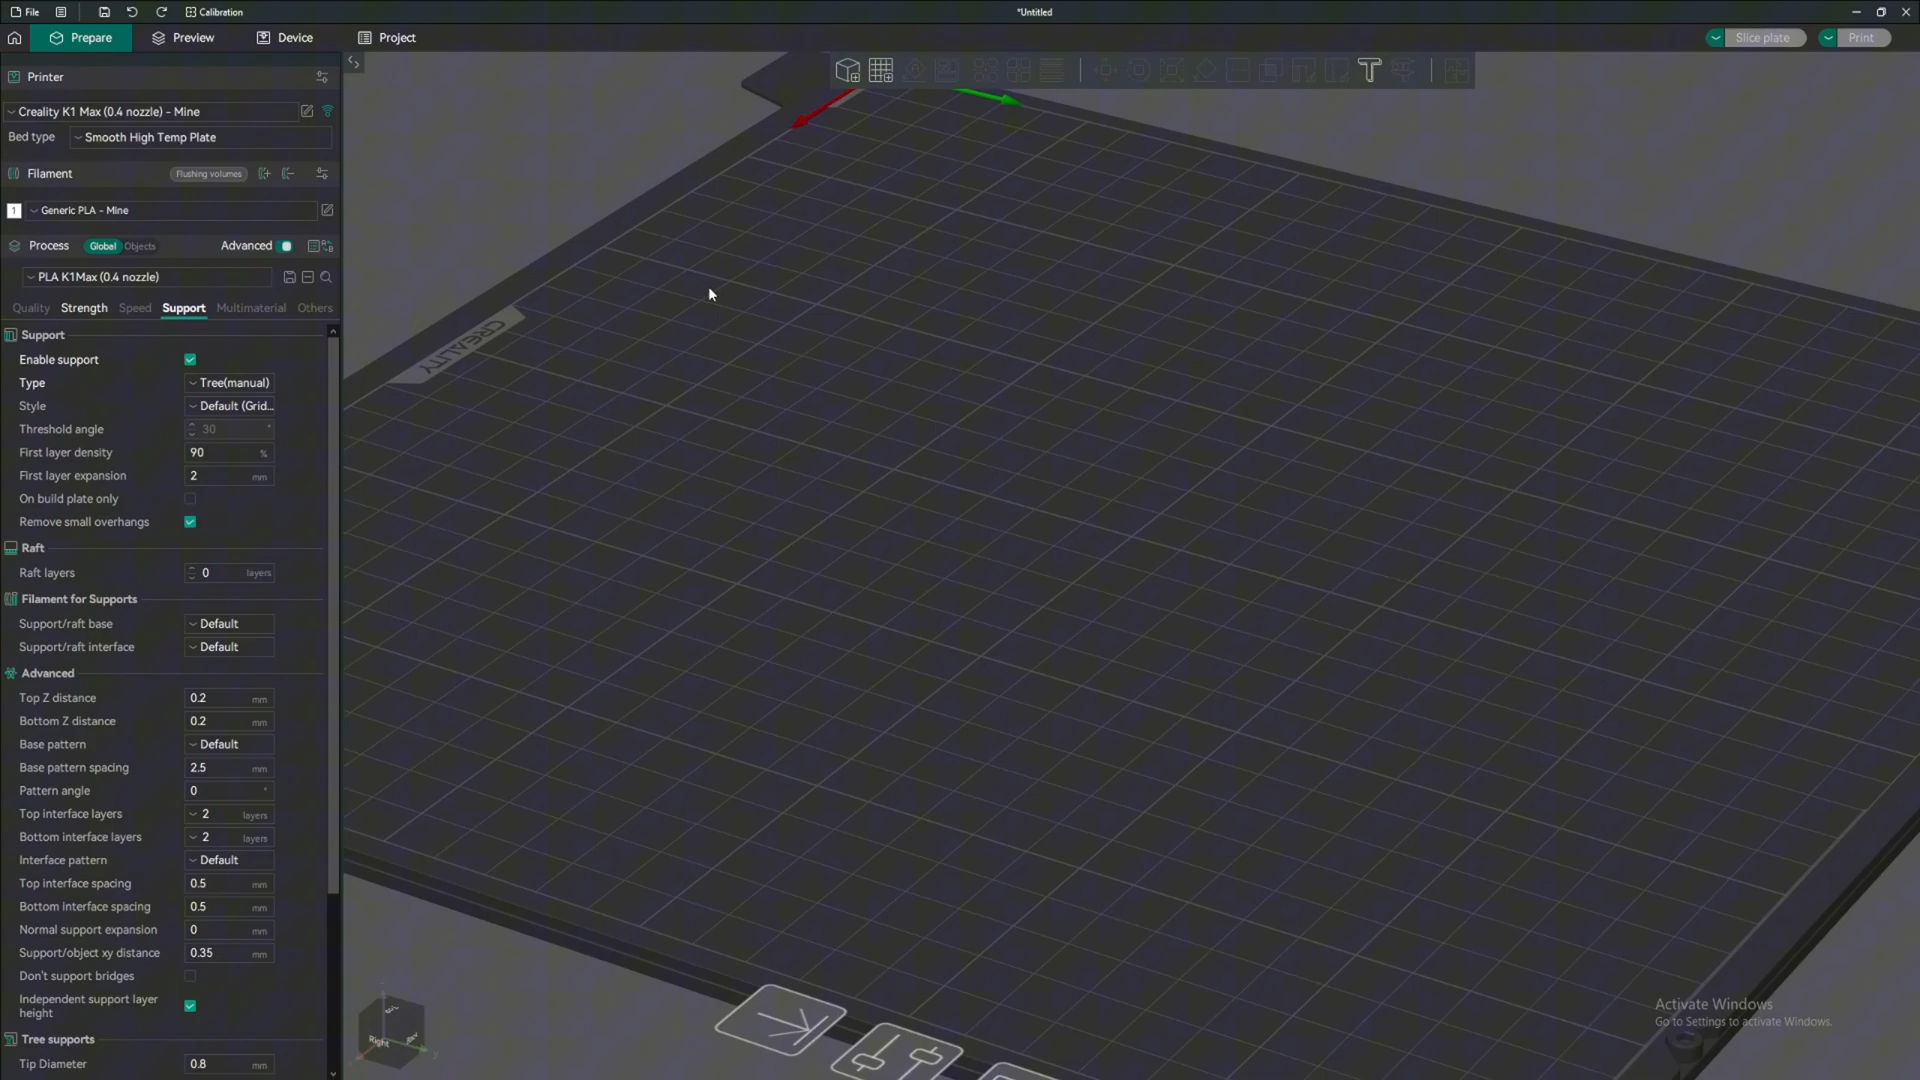 File
Calibration
*Untitled
Prepare
Preview
Device
Project
Slice plate
Print
Printer
Creality K1 Max (0.4 nozzle) - Mine
Bed type
Smooth High Temp Plate
Filament
Flushing volumes
1
Generic PLA - Mine
Process
Global
Objects
Advanced
PLA K1Max (0.4 nozzle)
Quality
Strength
Speed
Support
Multimaterial
Others
Support
Enable support
Type
Tree(manual)
Style
Default (Grid...
Threshold angle
30 °
First layer density
90 %
First layer expansion
2 mm
On build plate only
Remove small overhangs
Raft
Raft layers
0 layers
Filament for Supports
Support/raft base
Default
Support/raft interface
Default
Advanced
Top Z distance
0.2 mm
Bottom Z distance
0.2 mm
Base pattern
Default
Base pattern spacing
2.5 mm
Pattern angle
0 °
Top interface layers
2 layers
Bottom interface layers
2 layers
Interface pattern
Default
Top interface spacing
0.5 mm
Bottom interface spacing
0.5 mm
Normal support expansion
0 mm
Support/object xy distance
0.35 mm
Don't support bridges
Independent support layer
height
Tree supports
Tip Diameter
0.8 mm
CREALITY
Right
Activate Windows
Go to Settings to activate Windows.